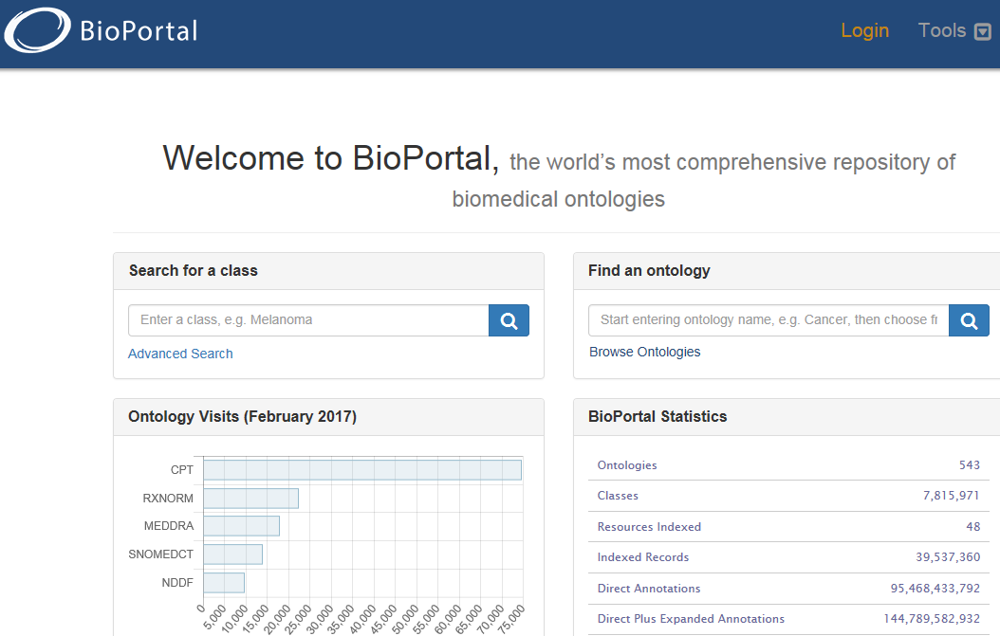 BioPortal
Login Tools
Welcome to BioPortal, the world's most comprehensive repository of
biomedical ontologies
Search for a class
Enter a class, e.g. Melanoma
Advanced Search
Find an ontology
Start entering ontology name, e.g. Cancer, then choose fr
Browse Ontologies
Ontology Visits (February 2017)
CPT
RXNORM
MEDDRA
SNOMEDCT
NDDF
0 5,000 10,000 15,000 20,000 25,000 30,000 35,000 40,000 45,000 50,000 55,000 60,000 65,000 70,000 75,000
BioPortal Statistics
Ontologies 543
Classes 7,815,971
Resources Indexed 48
Indexed Records 39,537,360
Direct Annotations 95,468,433,792
Direct Plus Expanded Annotations 144,789,582,932